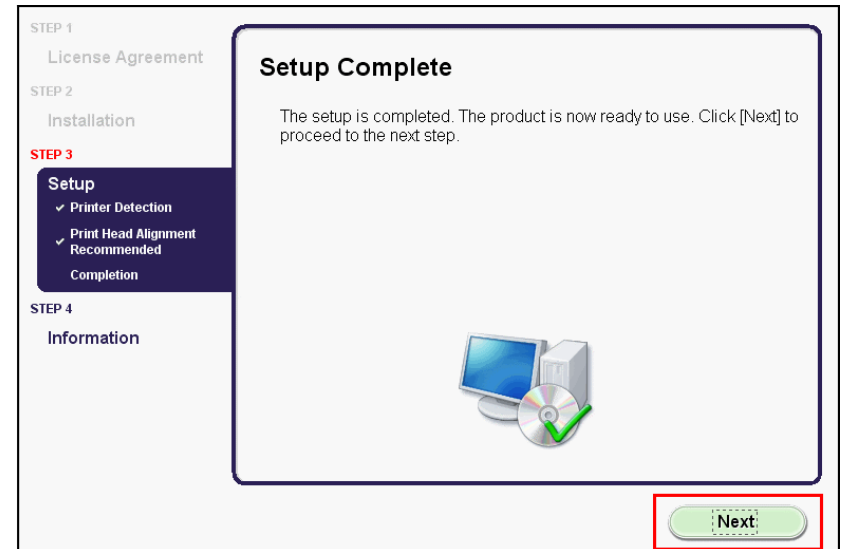 STEP 1
License Agreement
STEP 2
Installation
STEP 3
Setup
Printer Detection
Print Head Alignment
Recommended
Completion
STEP 4
Information
Setup Complete
The setup is completed. The product is now ready to use. Click [Next] to
proceed to the next step.
Next